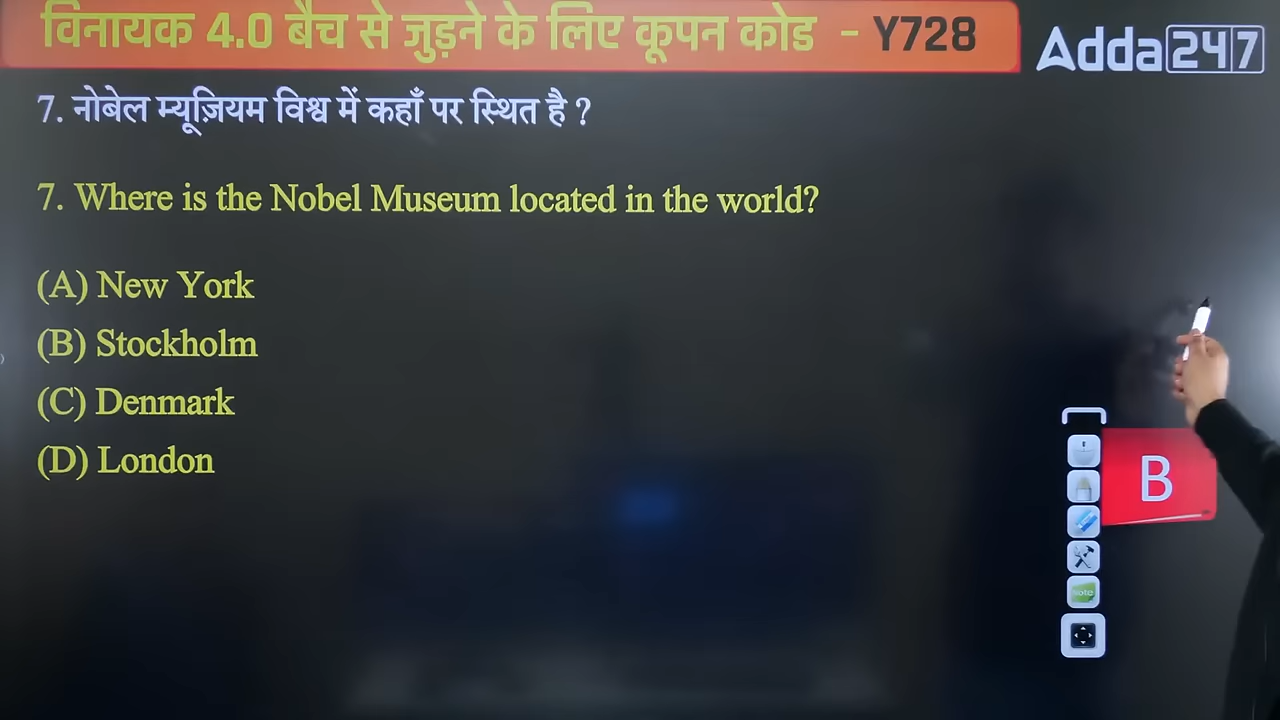 विनायक 4.0 बैच से जुड़ने के लिए कूपन कोड - Y728
Adda247
7. नोबेल म्यूज़ियम विश्व में कहाँ पर स्थित है ?
7. Where is the Nobel Museum located in the world?
(A) New York
(B) Stockholm
(C) Denmark
(D) London
B
Note